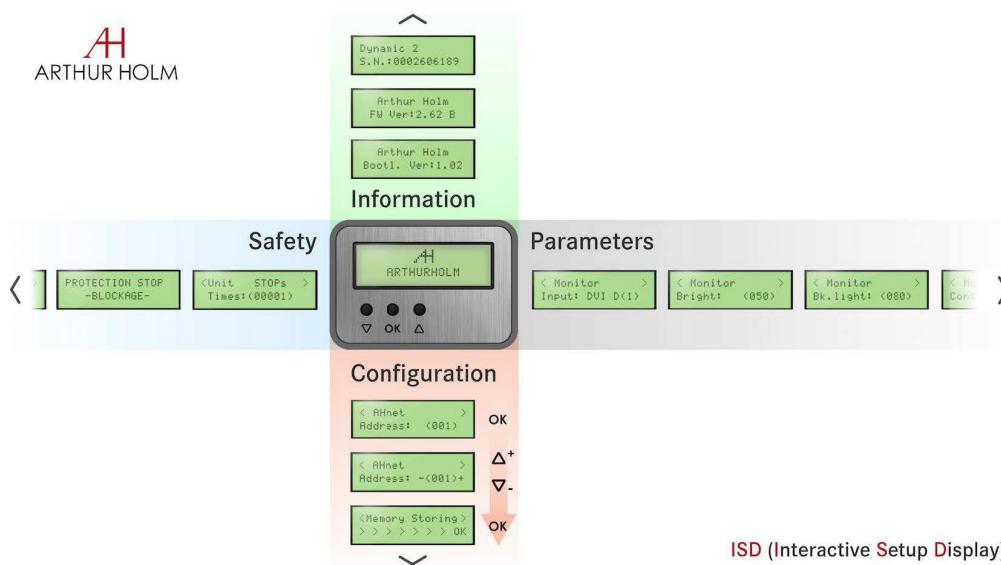 AH
ARTHUR HOLM
Dynamic 2
S.N.:0002606189
Arthur Holm
FW Ver:2.62 B
Arthur Holm
Bootl. Ver:1.02
Information
Safety
Parameters
PROTECTION STOP
-BLOCKAGE-
<Unit STOPs >
Times:(00001)
AH
ARTHURHOLM
OK
< Monitor >
Input: DVI D(1)
< Monitor >
Bright: (050)
< Monitor >
Bk.light: (080)
Configuration
< AHnet >
Address: (001)
OK
< AHnet >
Address: -(001)+
+
-
<Memory Storing>
> > > > > > > OK
OK
ISD (Interactive Setup Display)